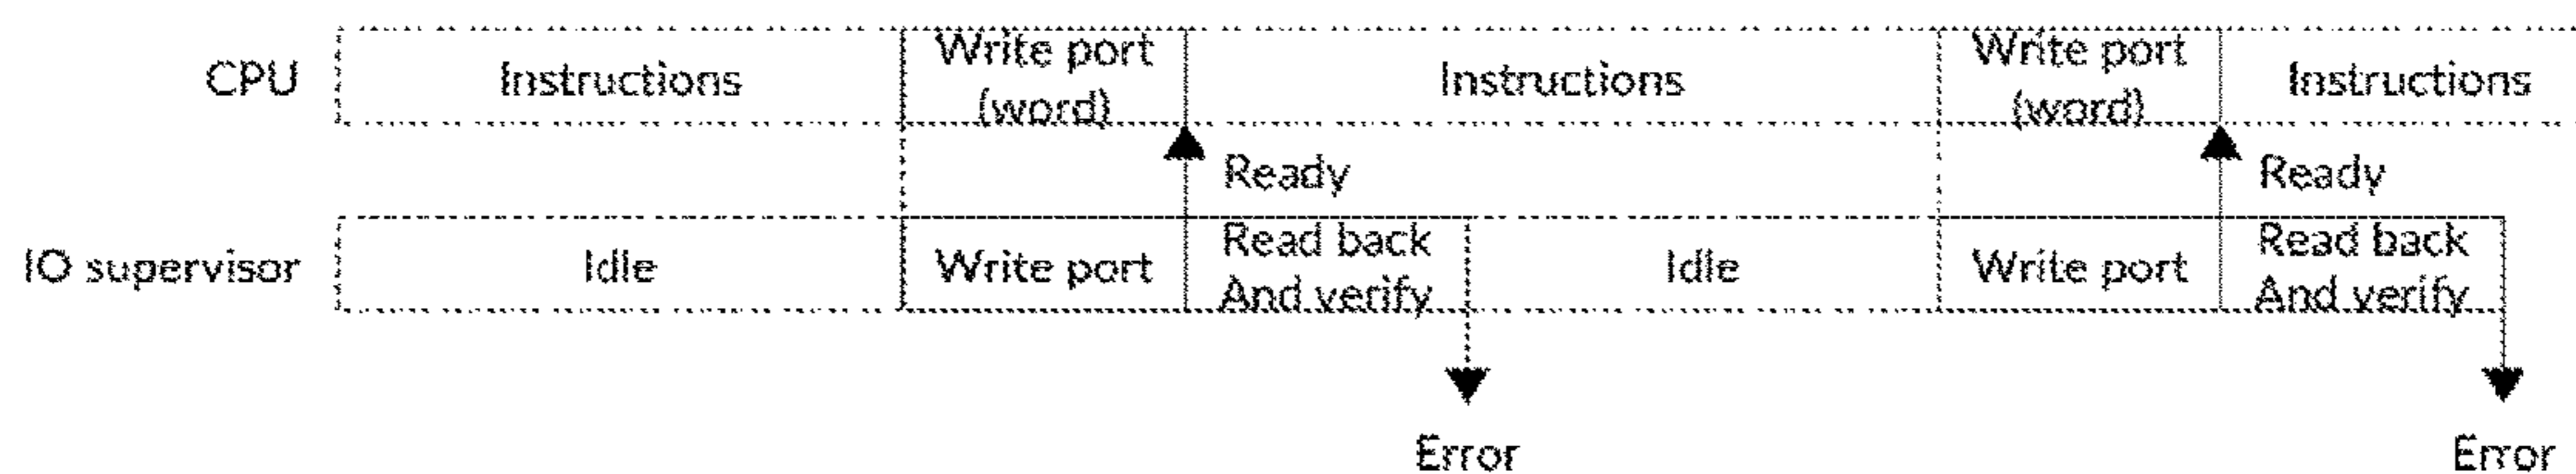 CPU
Instructions
Write port
(word)
Instructions
Write port
(word)
Instructions
Ready
Ready
IO supervisor
Idle
Write port
Read back
And verify
Idle
Write port
Read back
And verify
Error
Error